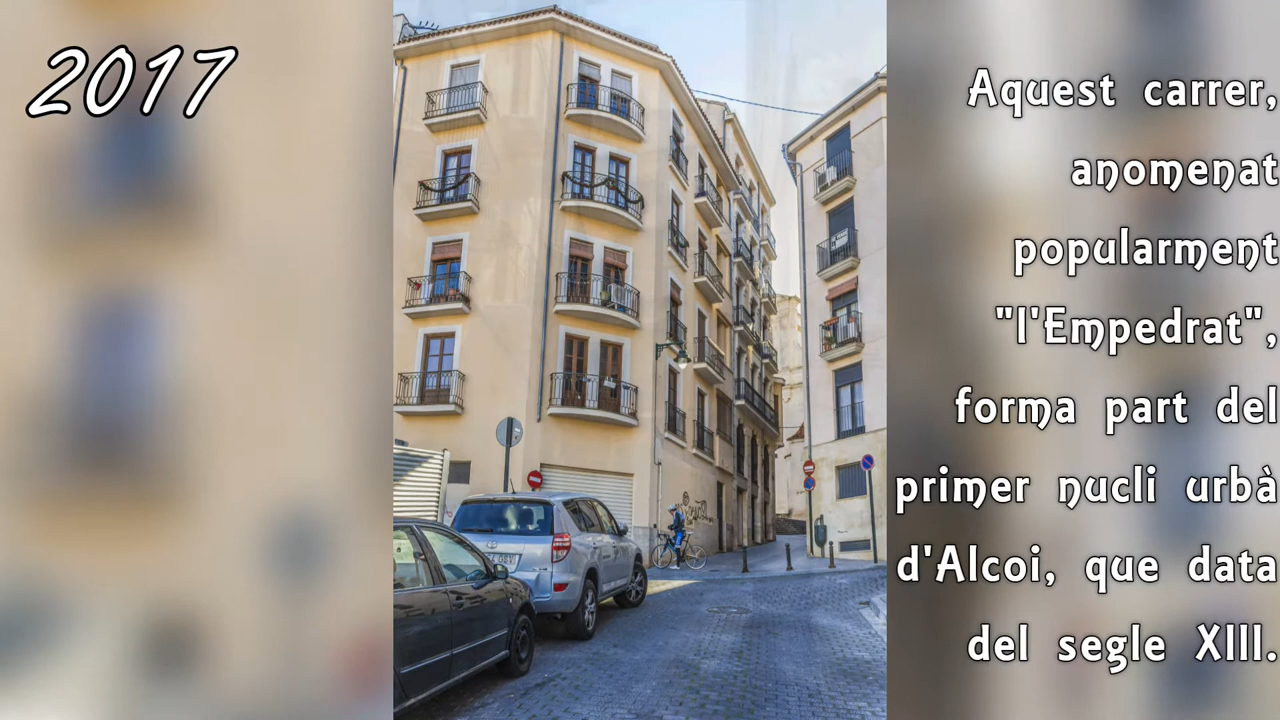 2017
Aquest carrer,
anomenat
popularment
"l'Empedrat",
forma part del
primer nucli urbà
d'Alcoi, que data
del segle XIII.